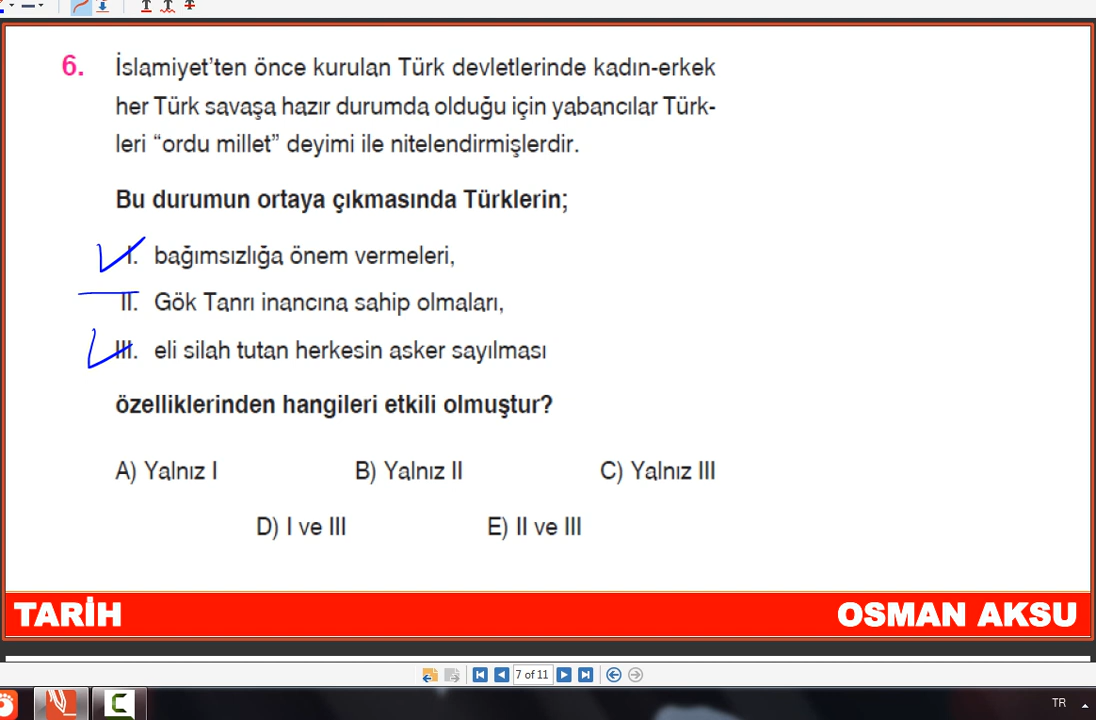 6. İslamiyet'ten önce kurulan Türk devletlerinde kadın-erkek
her Türk savaşa hazır durumda olduğu için yabancılar Türk-
leri “ordu millet” deyimi ile nitelendirmişlerdir.
Bu durumun ortaya çıkmasında Türklerin;
I. bağımsızlığa önem vermeleri,
II. Gök Tanrı inancına sahip olmaları,
III. eli silah tutan herkesin asker sayılması
özelliklerinden hangileri etkili olmuştur?
A) Yalnız I B) Yalnız II C) Yalnız III
D) I ve III E) II ve III
TARİH OSMAN AKSU
7 of 11
TR